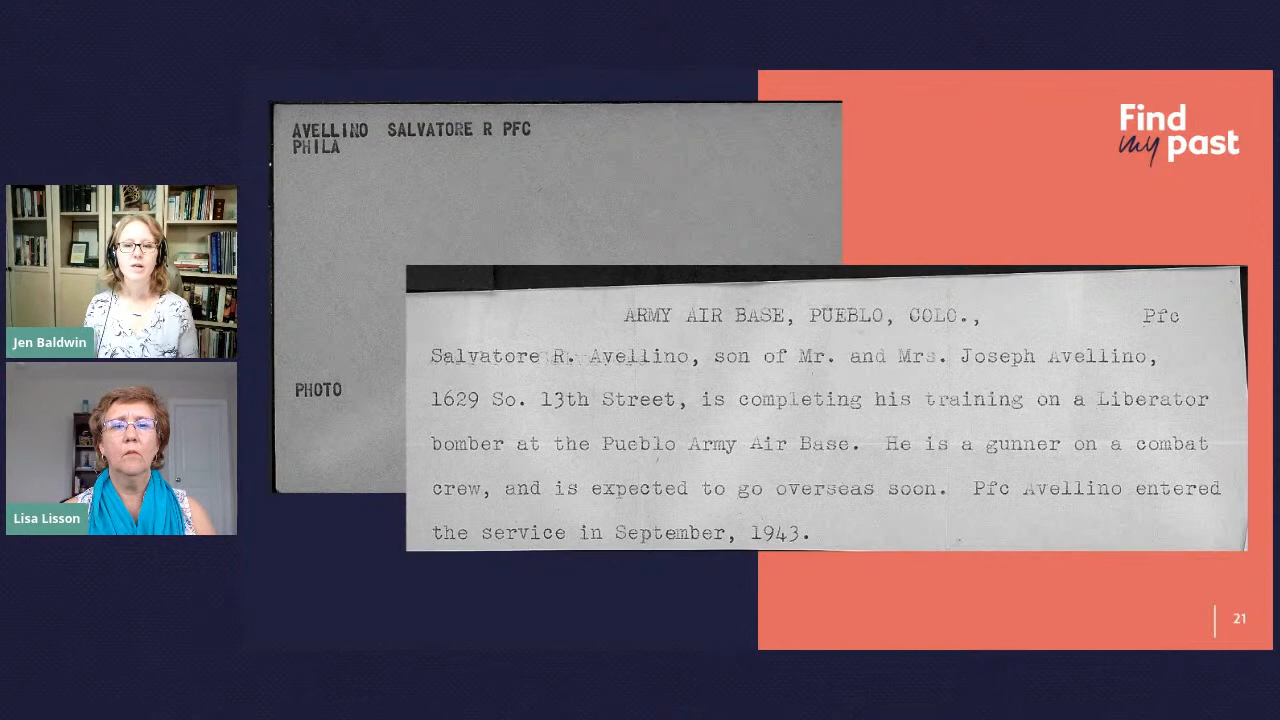 AVELLINO SALVATORE R PFC
PHILA
PHOTO
ARMY AIR BASE, PUEBLO, COLO., Pfc
Salvatore R. Avellino, son of Mr. and Mrs. Joseph Avellino,
1629 So. 13th Street, is completing his training on a Liberator
bomber at the Pueblo Army Air Base. He is a gunner on a combat
crew, and is expected to go overseas soon. Pfc Avellino entered
the service in September, 1943.
Find
my past
Jen Baldwin
Lisa Lisson
21